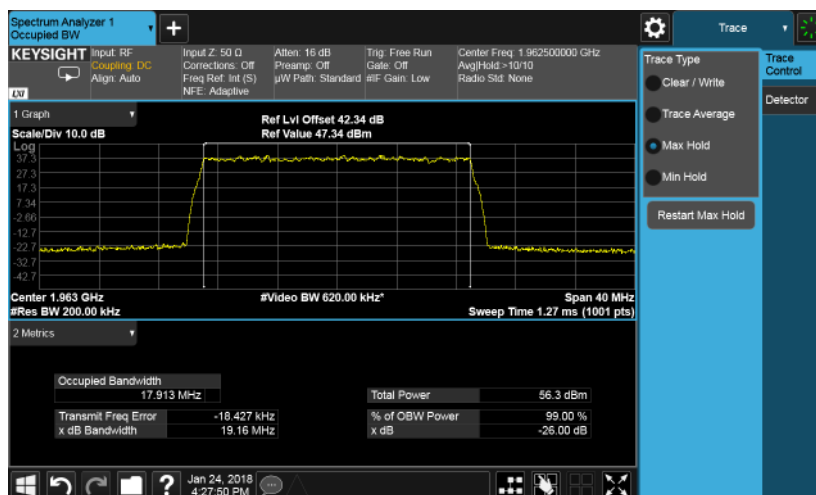 Spectrum Analyzer 1
Occupied BW
+
Trace
KEYSIGHT
LXI
Input: RF
Coupling: DC
Align: Auto
Input Z: 50 Ω
Corrections: Off
Freq Ref: Int (S)
NFE: Adaptive
Atten: 16 dB
Preamp: Off
µW Path: Standard
Trig: Free Run
Gate: Off
#IF Gain: Low
Center Freq: 1.962500000 GHz
Avg|Hold:>10/10
Radio Std: None
Trace Type
Clear / Write
Trace Average
Max Hold
Min Hold
Restart Max Hold
Trace
Control
Detector
1 Graph
Scale/Div 10.0 dB
Ref Lvl Offset 42.34 dB
Ref Value 47.34 dBm
Log
37.3
27.3
17.3
7.34
-2.66
-12.7
-22.7
-32.7
-42.7
Center 1.963 GHz
#Res BW 200.00 kHz
#Video BW 620.00 kHz*
Span 40 MHz
Sweep Time 1.27 ms (1001 pts)
2 Metrics
Occupied Bandwidth
17.913 MHz
Total Power 56.3 dBm
Transmit Freq Error -18.427 kHz
% of OBW Power 99.00 %
x dB Bandwidth 19.16 MHz
x dB -26.00 dB
?
Jan 24, 2018
4:27:50 PM